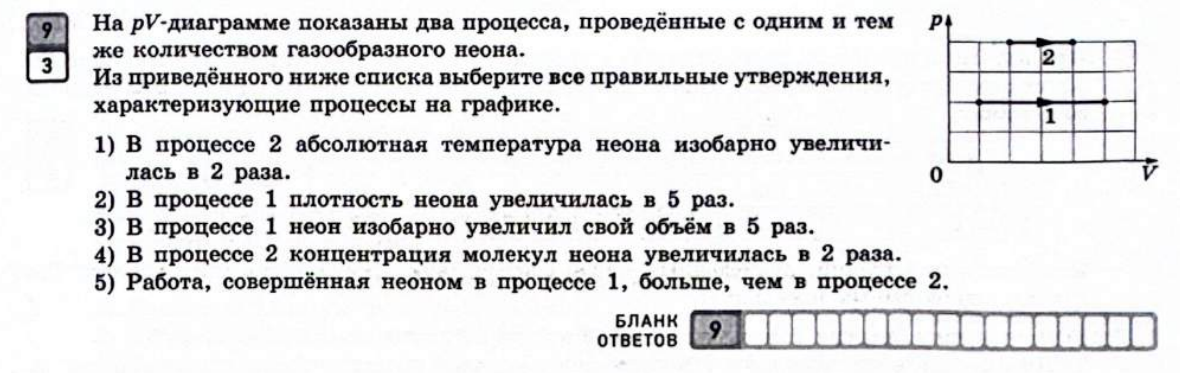 9
3
На pV-диаграмме показаны два процесса, проведённые с одним и тем
же количеством газообразного неона.
Из приведённого ниже списка выберите все правильные утверждения,
характеризующие процессы на графике.
1) В процессе 2 абсолютная температура неона изобарно увеличи-
лась в 2 раза.
2) В процессе 1 плотность неона увеличилась в 5 раз.
3) В процессе 1 неон изобарно увеличил свой объём в 5 раз.
4) В процессе 2 концентрация молекул неона увеличилась в 2 раза.
5) Работа, совершённая неоном в процессе 1, больше, чем в процессе 2.
p
2
1
0
V
БЛАНК
ОТВЕТОВ
9